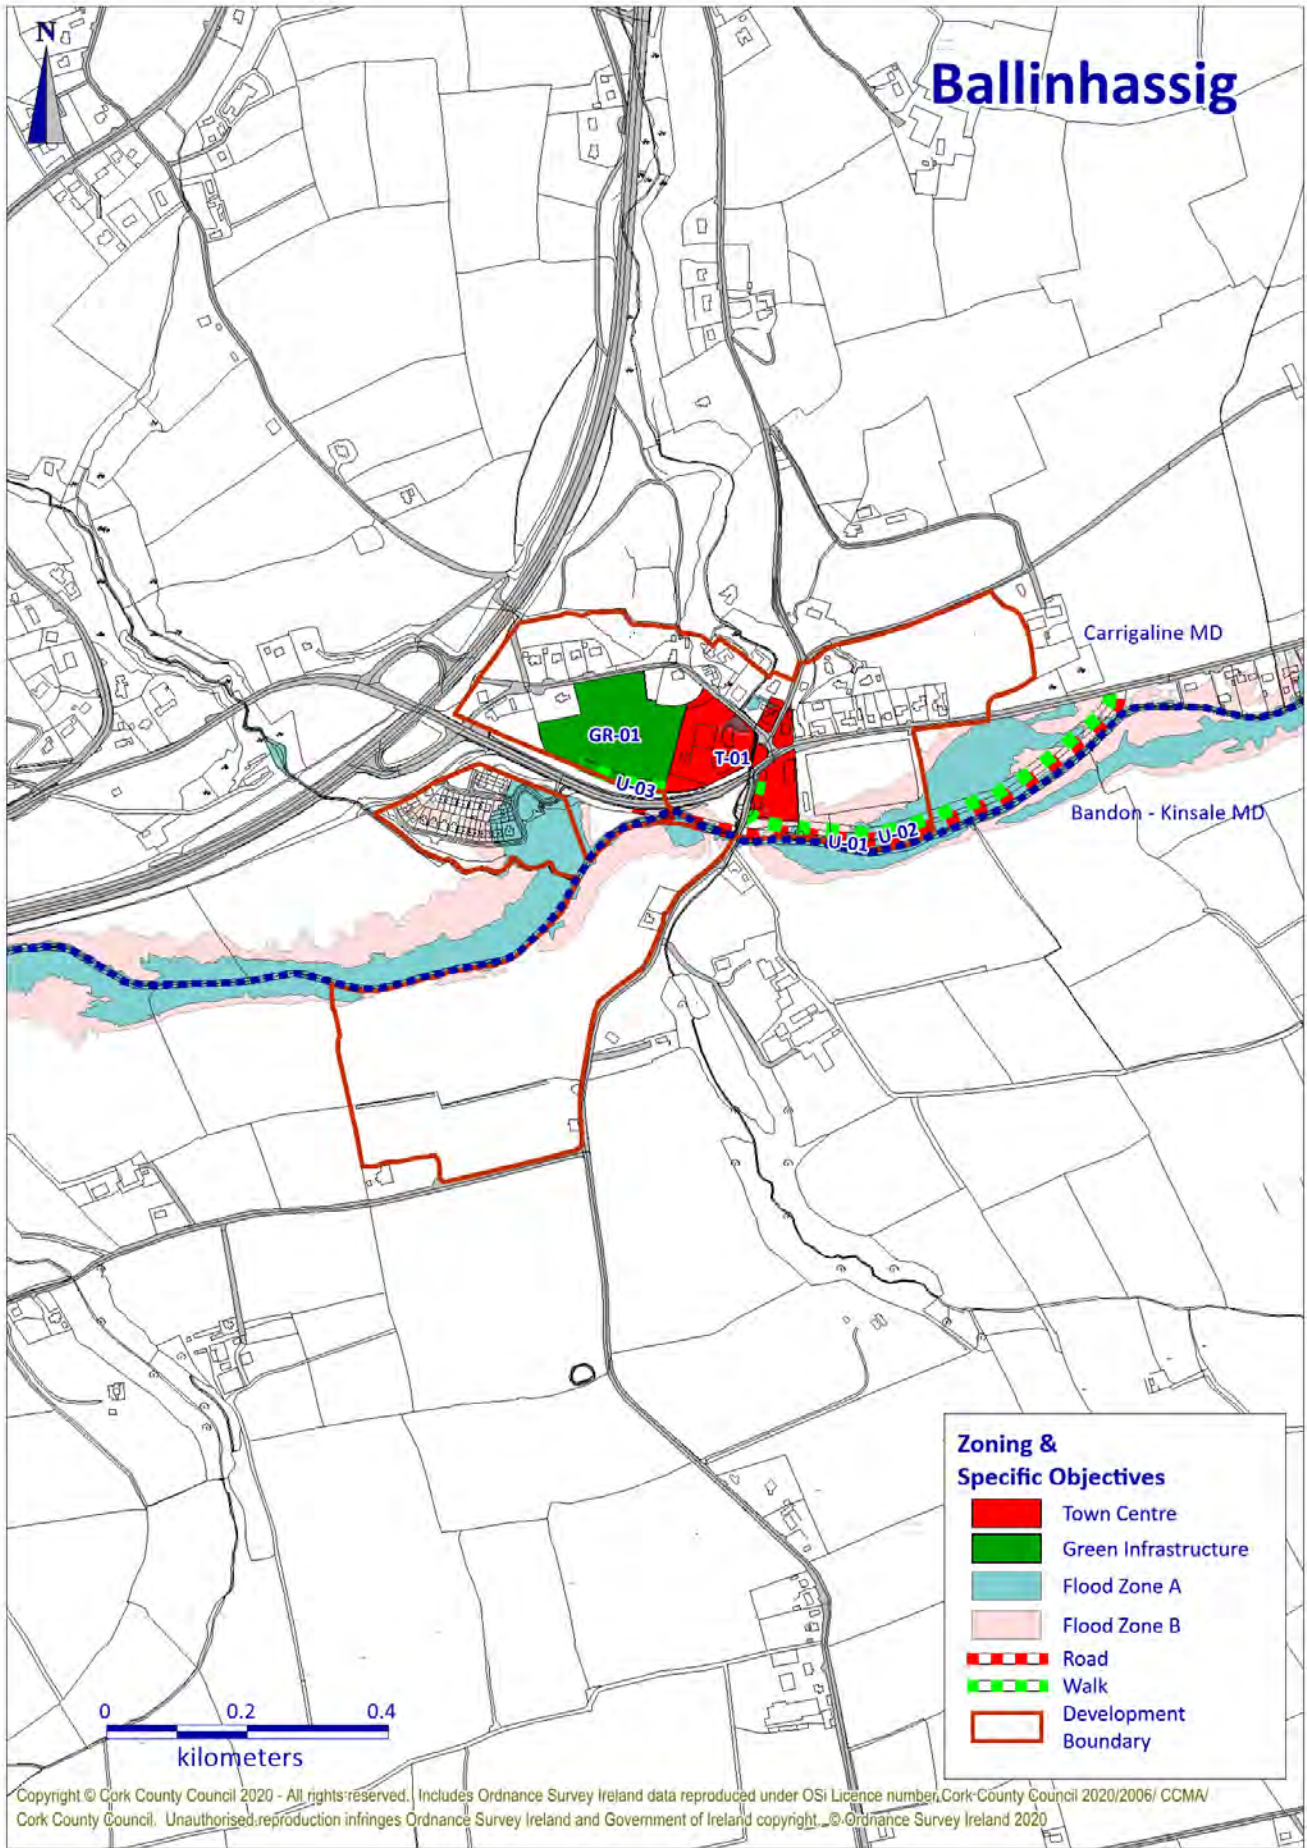 N
Ballinhassig
Carrigaline MD
GR-01
T-01
U-03
Bandon - Kinsale MD
U-01 U-02
Zoning &
Specific Objectives
Town Centre
Green Infrastructure
Flood Zone A
Flood Zone B
Road
Walk
Development
Boundary
0 0.2 0.4
kilometers
Copyright © Cork County Council 2020 - All rights reserved. Includes Ordnance Survey Ireland data reproduced under OSi Licence number Cork County Council 2020/2006/ CCMA/
Cork County Council. Unauthorised reproduction infringes Ordnance Survey Ireland and Government of Ireland copyright. © Ordnance Survey Ireland 2020